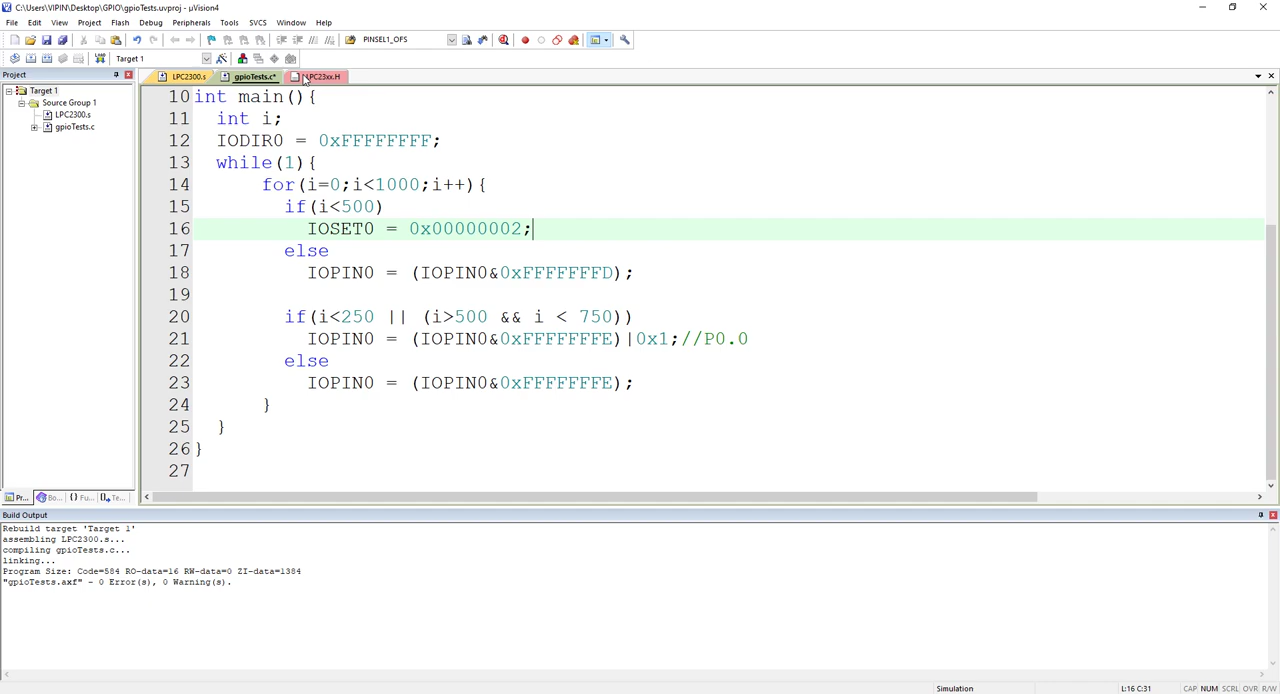 C:\Users\VIPIN\Desktop\GPIO\gpioTests.uvproj - µVision4
File Edit View Project Flash Debug Peripherals Tools SVCS Window Help
PINSEL1_OFS
Target 1
Project
LPC2300.s gpioTests.c* LPC23xx.H
Target 1
Source Group 1
LPC2300.s
gpioTests.c
10 int main(){
11 int i;
12 IODIR0 = 0xFFFFFFFF;
13 while(1){
14 for(i=0;i<1000;i++){
15 if(i<500)
16 IOSET0 = 0x00000002;
17 else
18 IOPIN0 = (IOPIN0&0xFFFFFFFD);
19
20 if(i<250 || (i>500 && i < 750))
21 IOPIN0 = (IOPIN0&0xFFFFFFFE)|0x1;//P0.0
22 else
23 IOPIN0 = (IOPIN0&0xFFFFFFFE);
24 }
25 }
26 }
27
Pr... Bo... {} Fu... Te...
Build Output
Rebuild target 'Target 1'
assembling LPC2300.s...
compiling gpioTests.c...
linking...
Program Size: Code=584 RO-data=16 RW-data=0 ZI-data=1384
"gpioTests.axf" - 0 Error(s), 0 Warning(s).
Simulation L:16 C:31 CAP NUM SCRL OVR R/W